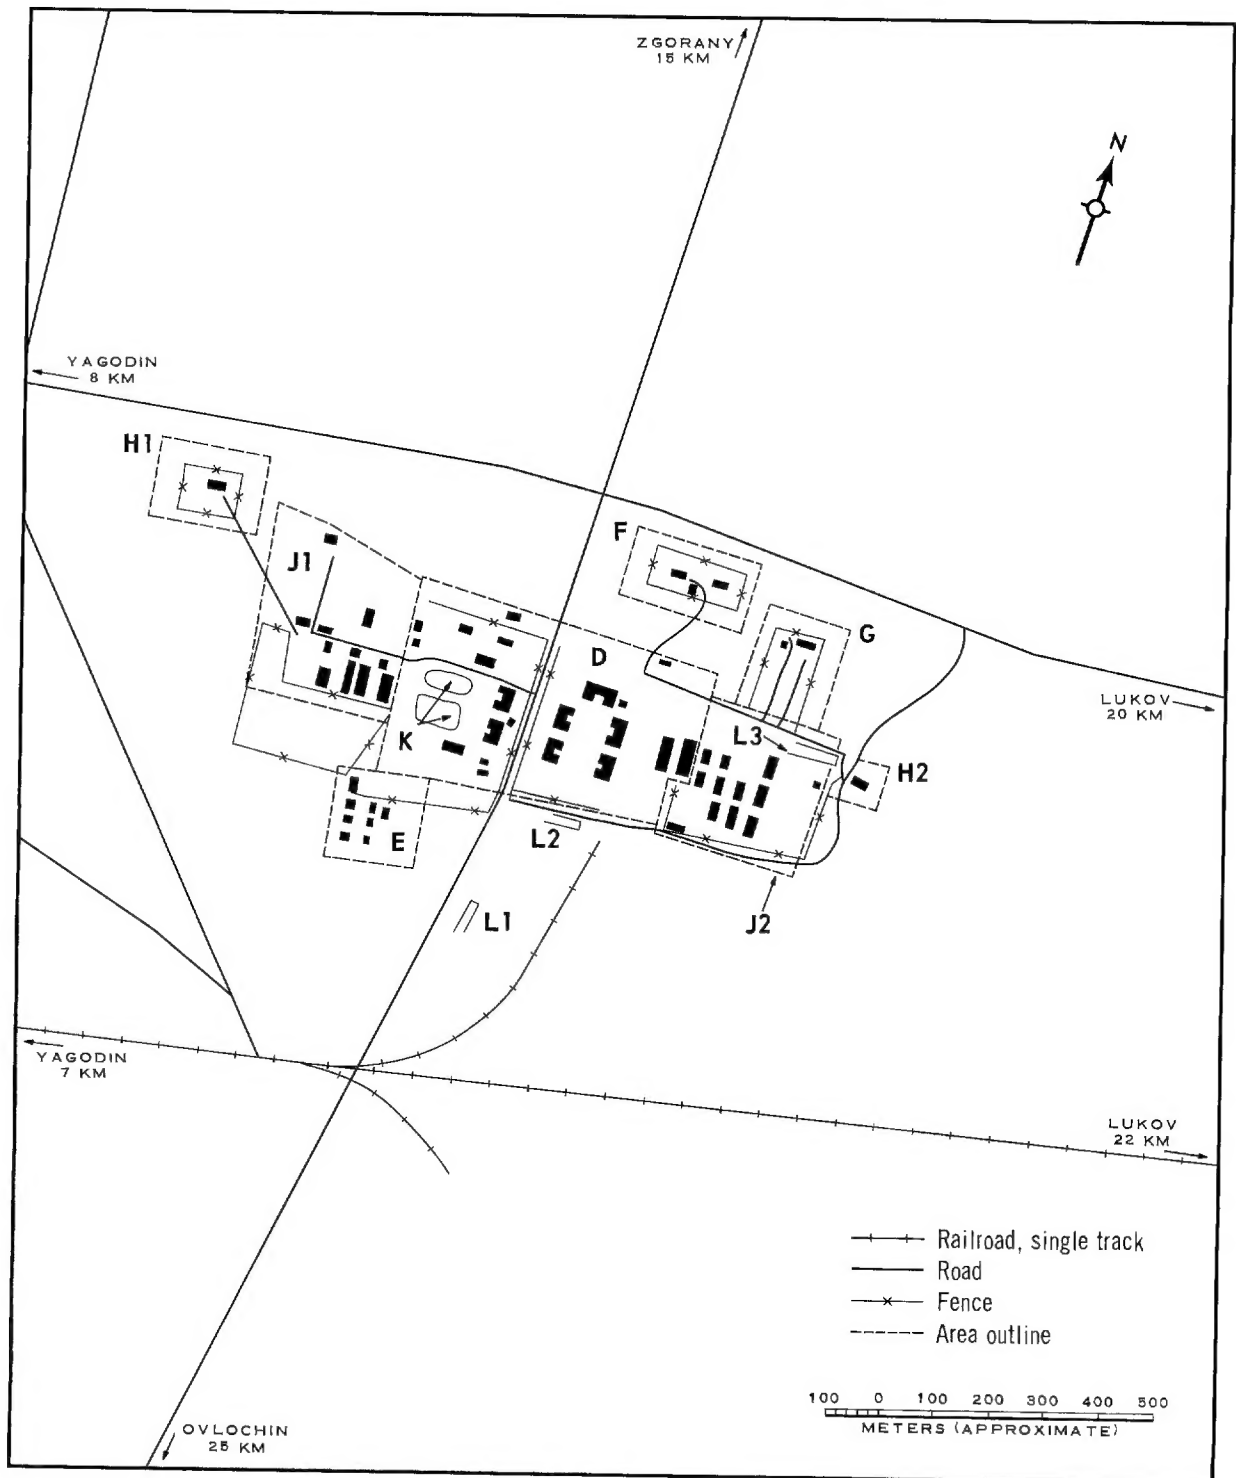 ZGORANY
15 KM
N
YAGODIN
8 KM
H1
F
J1
G
D
LUKOV
20 KM
L3
K
H2
E
L2
L1
J2
YAGODIN
7 KM
LUKOV
22 KM
Railroad, single track
Road
Fence
Area outline
100 0 100 200 300 400 500
METERS (APPROXIMATE)
OVLOCHIN
25 KM